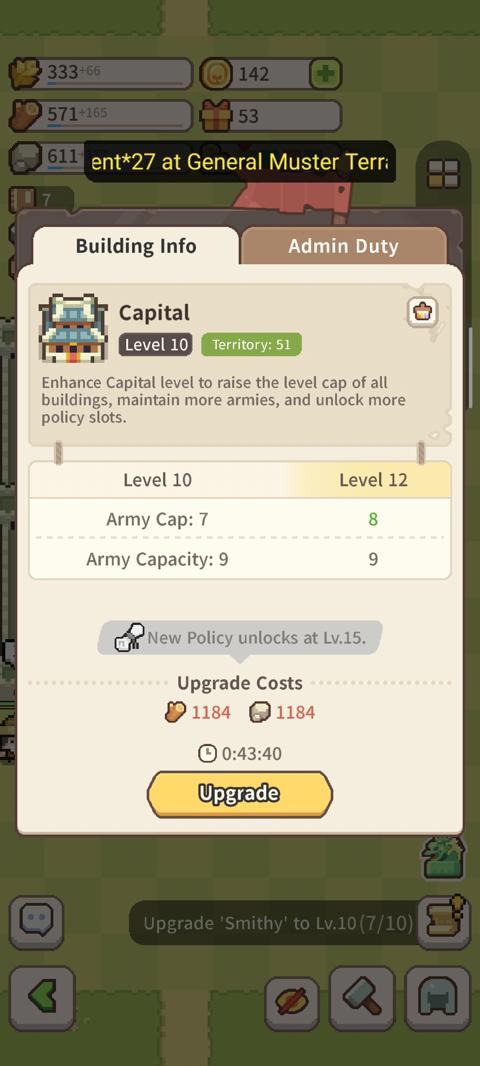 333+66
142
571+165
53
611
ent*27 at General Muster Terra
7
Building Info
Admin Duty
Capital
Level 10
Territory: 51
Enhance Capital level to raise the level cap of all
buildings, maintain more armies, and unlock more
policy slots.
Level 10
Level 12
Army Cap: 7
8
Army Capacity: 9
9
New Policy unlocks at Lv.15.
Upgrade Costs
1184
1184
0:43:40
Upgrade
Upgrade 'Smithy' to Lv.10(7/10)